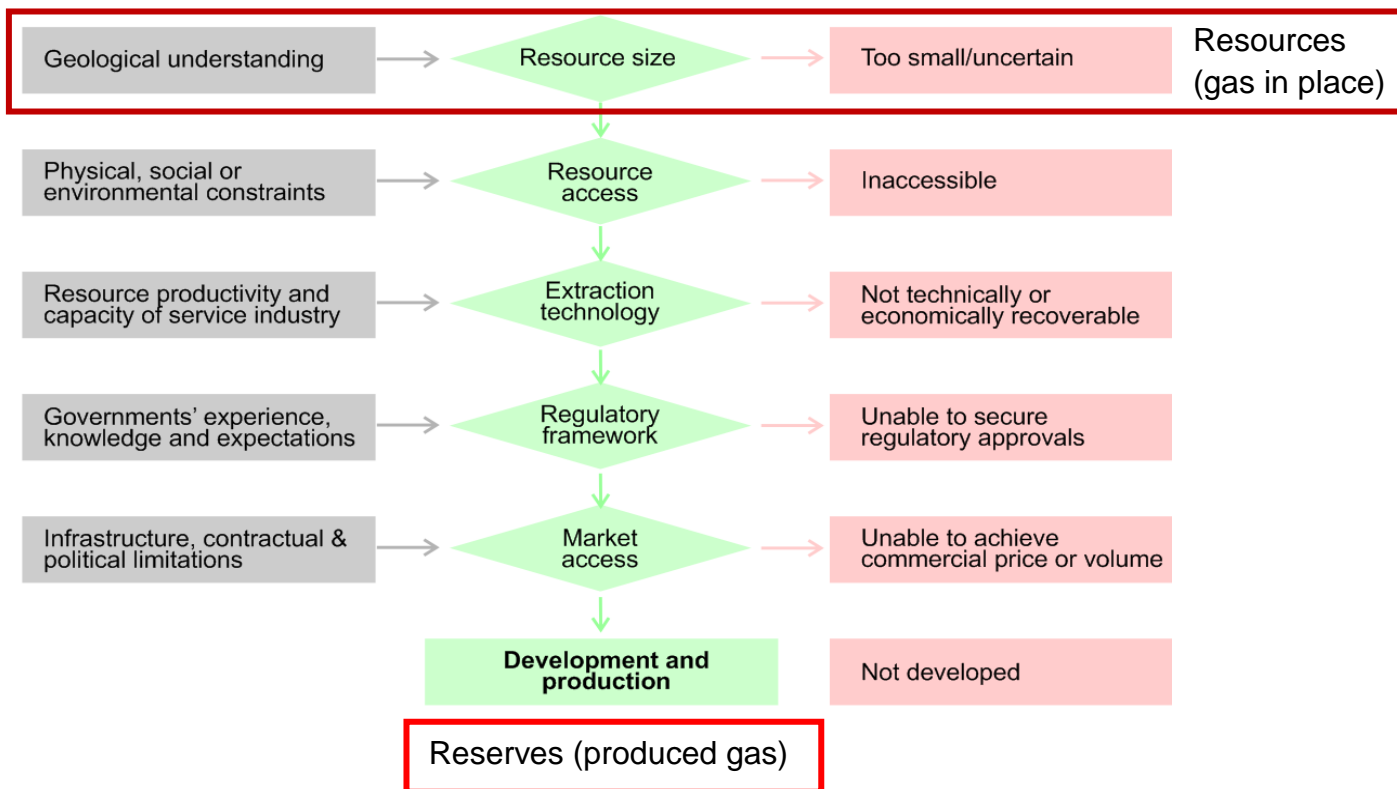 Geological understanding
Resource size
Too small/uncertain
Resources
(gas in place)
Physical, social or
environmental constraints
Resource
access
Inaccessible
Resource productivity and
capacity of service industry
Extraction
technology
Not technically or
economically recoverable
Governments’ experience,
knowledge and expectations
Regulatory
framework
Unable to secure
regulatory approvals
Infrastructure, contractual &
political limitations
Market
access
Unable to achieve
commercial price or volume
Development and
production
Not developed
Reserves (produced gas)